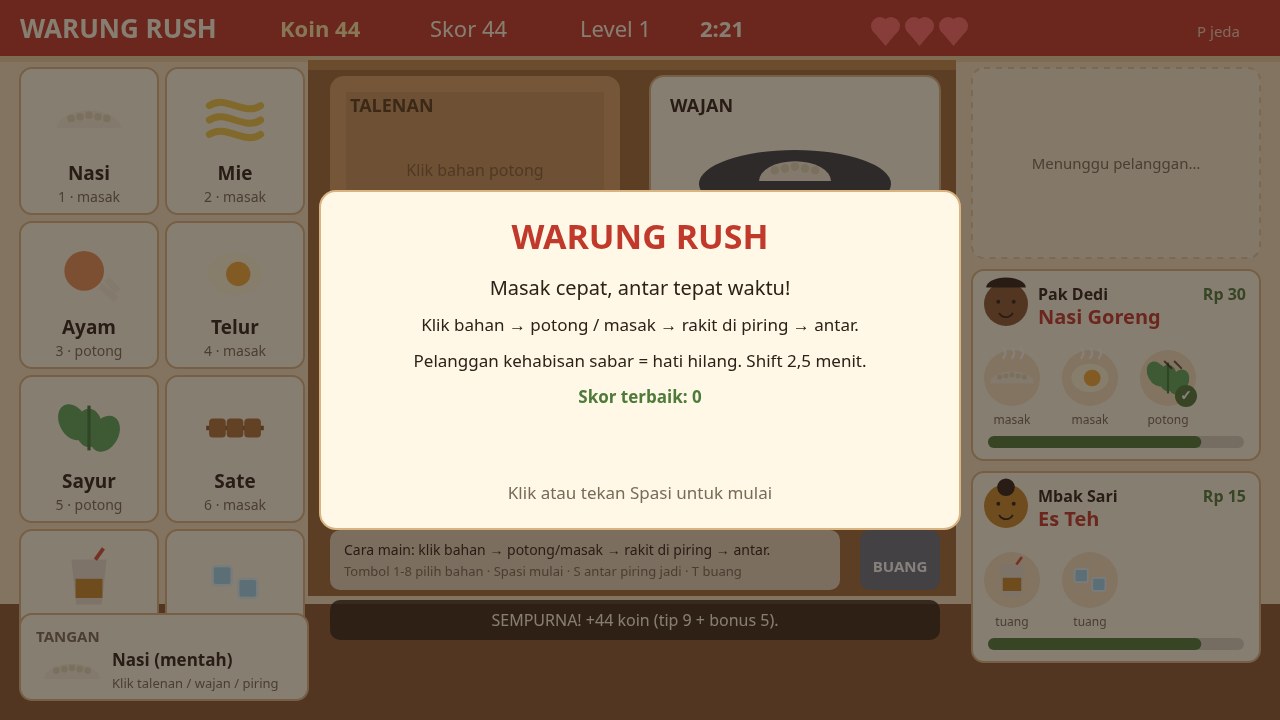 WARUNG RUSH
Koin 44
Skor 44
Level 1
2:21
P jeda
Nasi
1 · masak
Mie
2 · masak
Ayam
3 · potong
Telur
4 · masak
Sayur
5 · potong
Sate
6 · masak
TANGAN
Nasi (mentah)
Klik talenan / wajan / piring
TALENAN
Klik bahan potong
WAJAN
WARUNG RUSH
Masak cepat, antar tepat waktu!
Klik bahan → potong / masak → rakit di piring → antar.
Pelanggan kehabisan sabar = hati hilang. Shift 2,5 menit.
Skor terbaik: 0
Klik atau tekan Spasi untuk mulai
Cara main: klik bahan → potong/masak → rakit di piring → antar.
Tombol 1-8 pilih bahan · Spasi mulai · S antar piring jadi · T buang
BUANG
SEMPURNA! +44 koin (tip 9 + bonus 5).
Menunggu pelanggan...
Pak Dedi
Rp 30
Nasi Goreng
masak
masak
potong
Mbak Sari
Rp 15
Es Teh
tuang
tuang